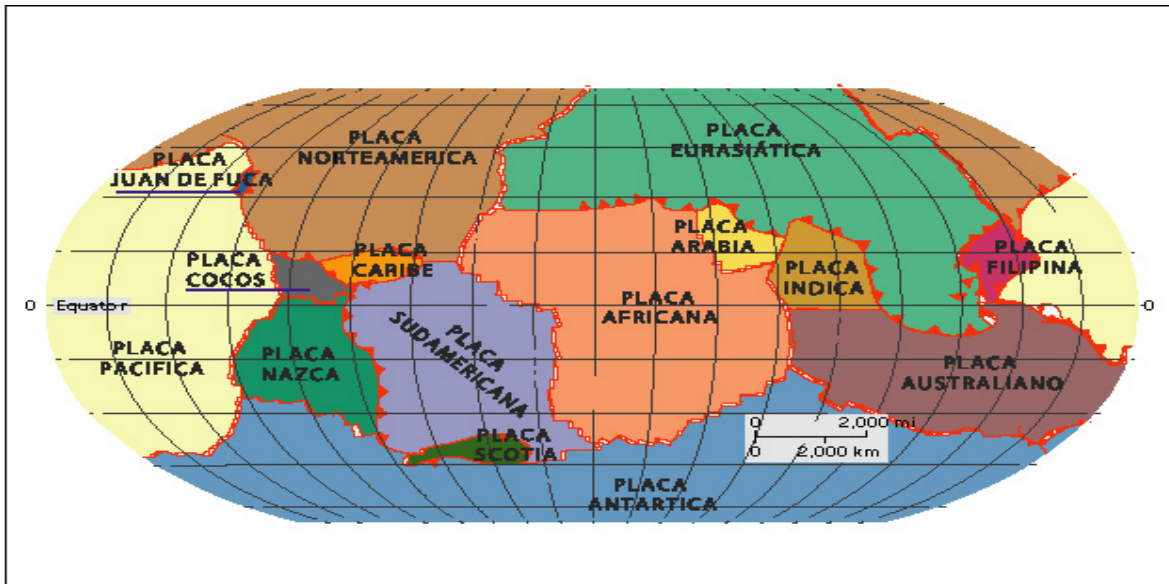 PLACA
NORTEAMERICA
PLACA
EURASIÁTICA
PLACA
JUAN DE FUCA
PLACA
ARABIA
PLACA
CARIBE
PLACA
COCOS
PLACA
FILIPINA
PLACA
INDICA
0
Equator
0
PLACA
AFRICANA
PLACA
SUDAMERICANA
PLACA
PACIFICA
PLACA
NAZCA
PLACA
AUSTRALIANO
0 2,000 mi
0 2,000 km
PLACA
SCOTIA
PLACA
ANTARTICA